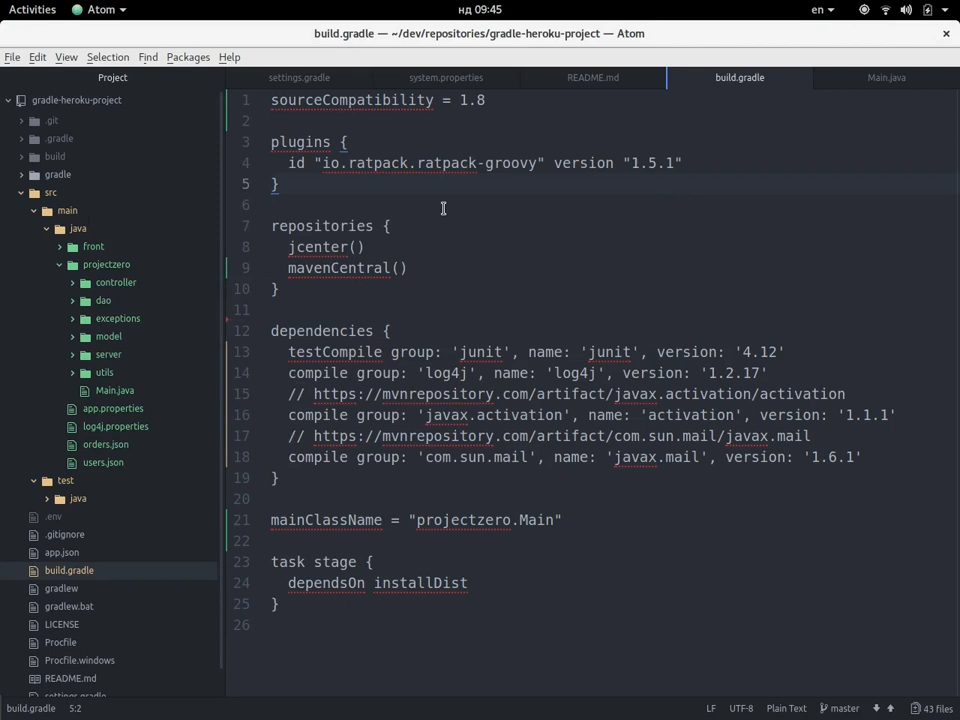 Activities
Atom
нд 09:45
en
build.gradle — ~/dev/repositories/gradle-heroku-project — Atom
File Edit View Selection Find Packages Help
Project
settings.gradle
system.properties
README.md
build.gradle
Main.java
gradle-heroku-project
.git
.gradle
build
gradle
src
main
java
front
projectzero
controller
dao
exceptions
model
server
utils
Main.java
app.properties
log4j.properties
orders.json
users.json
test
java
.env
.gitignore
app.json
build.gradle
gradlew
gradlew.bat
LICENSE
Procfile
Procfile.windows
README.md
settings.gradle
1 sourceCompatibility = 1.8
2
3 plugins {
4   id "io.ratpack.ratpack-groovy" version "1.5.1"
5 }
6
7 repositories {
8   jcenter()
9   mavenCentral()
10 }
11
12 dependencies {
13   testCompile group: 'junit', name: 'junit', version: '4.12'
14   compile group: 'log4j', name: 'log4j', version: '1.2.17'
15   // https://mvnrepository.com/artifact/javax.activation/activation
16   compile group: 'javax.activation', name: 'activation', version: '1.1.1'
17   // https://mvnrepository.com/artifact/com.sun.mail/javax.mail
18   compile group: 'com.sun.mail', name: 'javax.mail', version: '1.6.1'
19 }
20
21 mainClassName = "projectzero.Main"
22
23 task stage {
24   dependsOn installDist
25 }
26
build.gradle 5:2
LF UTF-8 Plain Text master 43 files